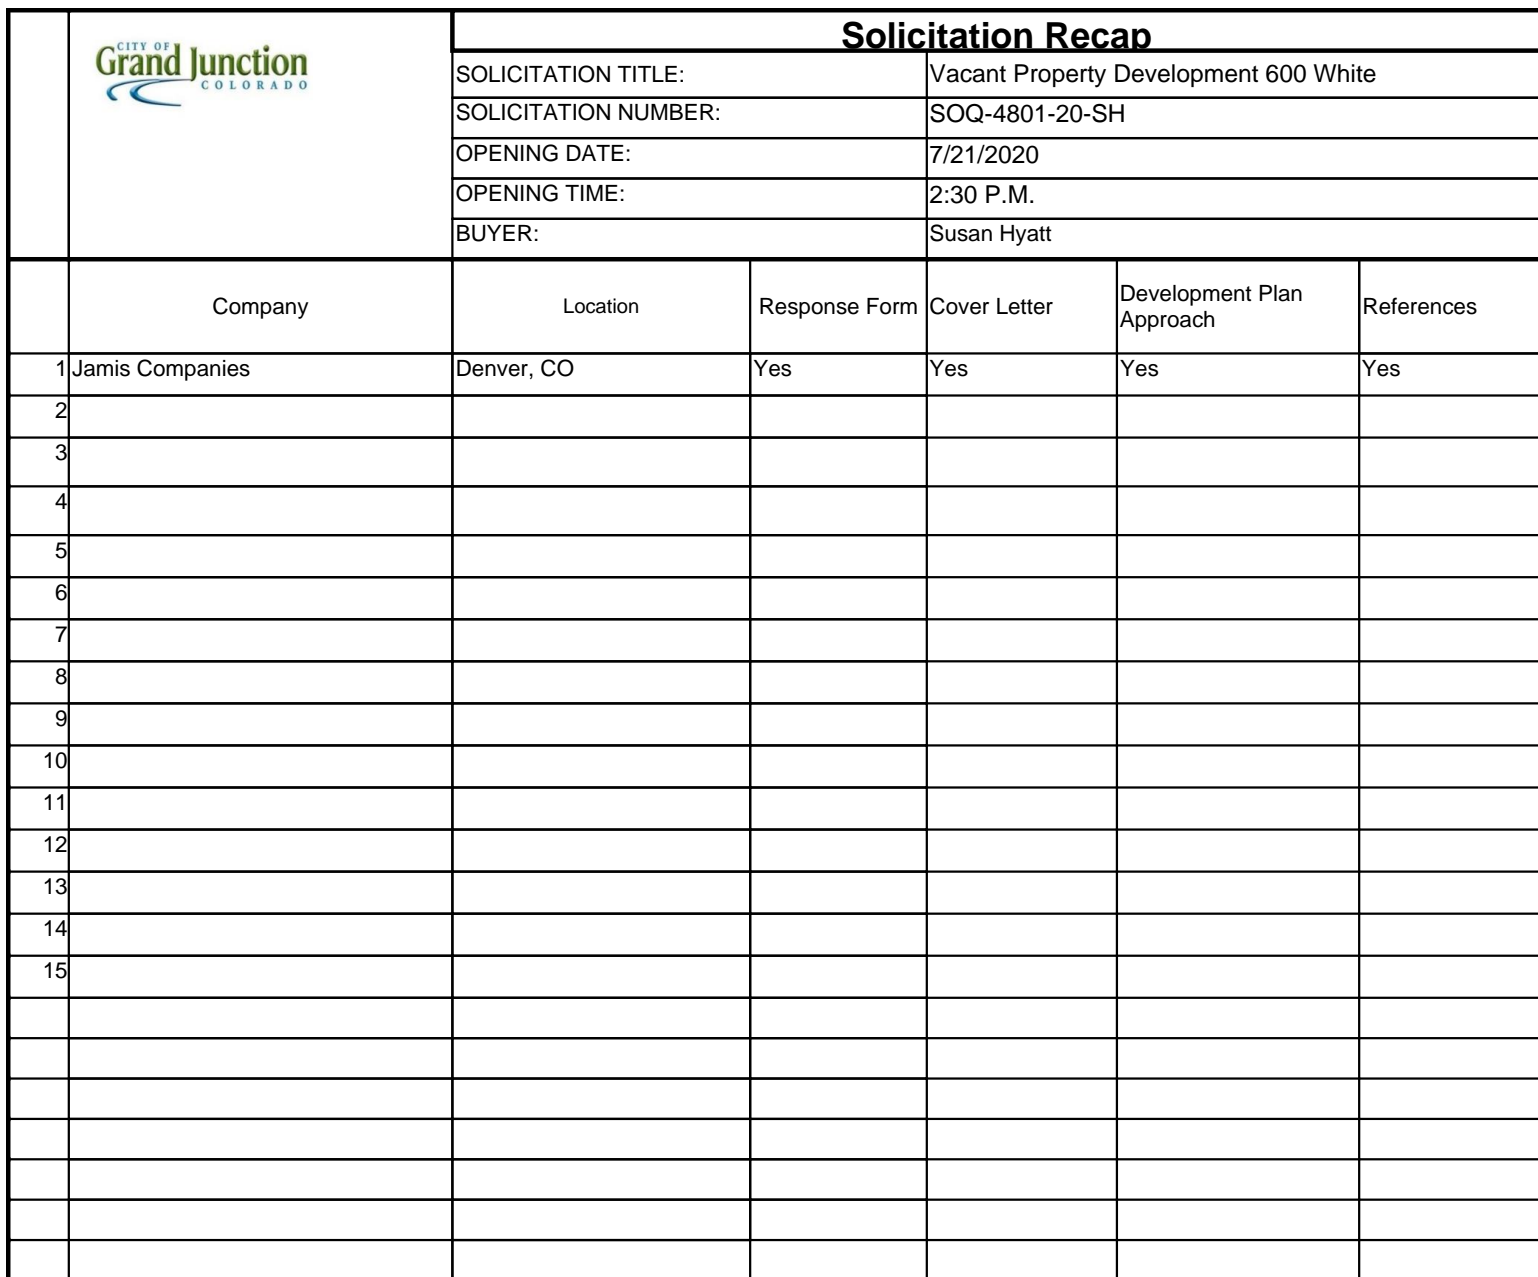 CITY OF
Grand Junction
COLORADO
Solicitation Recap
SOLICITATION TITLE: Vacant Property Development 600 White
SOLICITATION NUMBER: SOQ-4801-20-SH
OPENING DATE: 7/21/2020
OPENING TIME: 2:30 P.M.
BUYER: Susan Hyatt
Company Location Response Form Cover Letter Development Plan Approach References
1 Jamis Companies Denver, CO Yes Yes Yes Yes
2
3
4
5
6
7
8
9
10
11
12
13
14
15